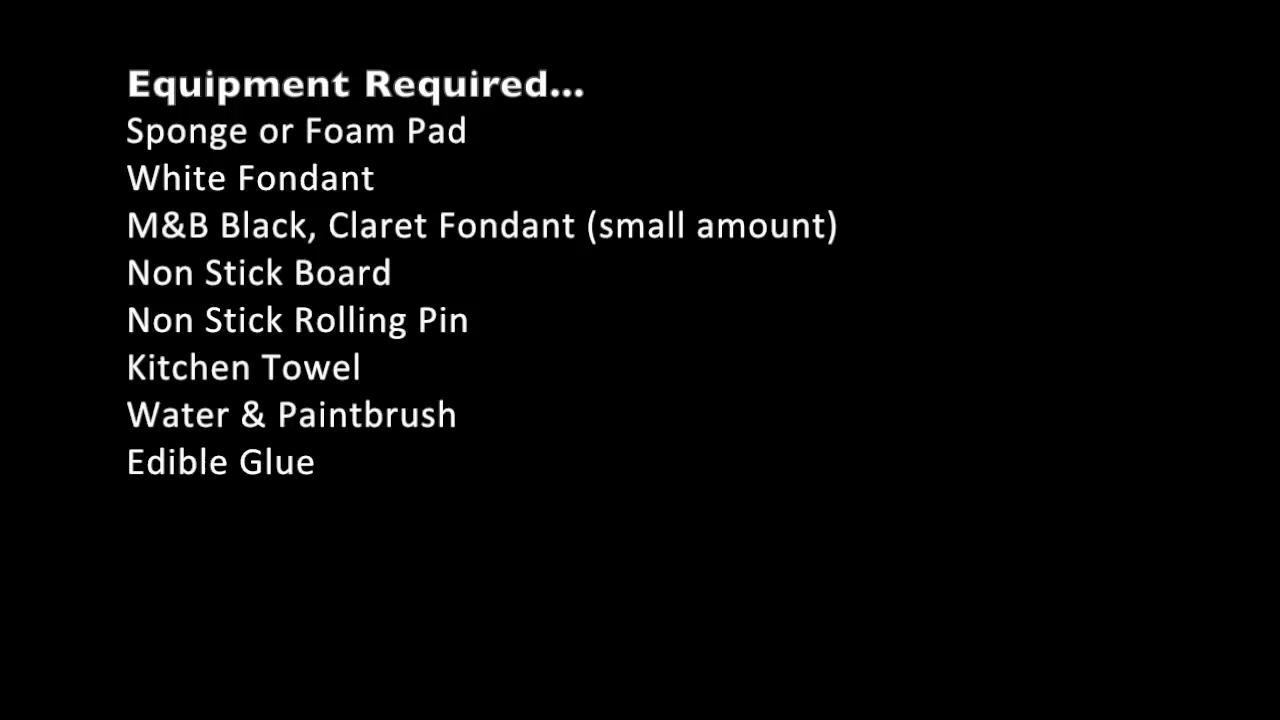 Equipment Required...
Sponge or Foam Pad
White Fondant
M&B Black, Claret Fondant (small amount)
Non Stick Board
Non Stick Rolling Pin
Kitchen Towel
Water & Paintbrush
Edible Glue